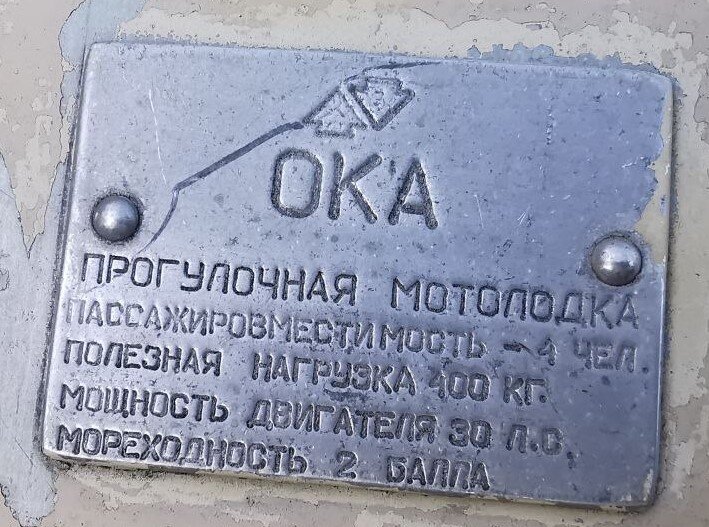 ОКА
ПРОГУЛОЧНАЯ МОТОЛОДКА
ПАССАЖИРОВМЕСТИМОСТЬ - 4 ЧЕЛ.
ПОЛЕЗНАЯ НАГРУЗКА 400 КГ.
МОЩНОСТЬ ДВИГАТЕЛЯ 30 Л.С.
МОРЕХОДНОСТЬ 2 БАЛЛА